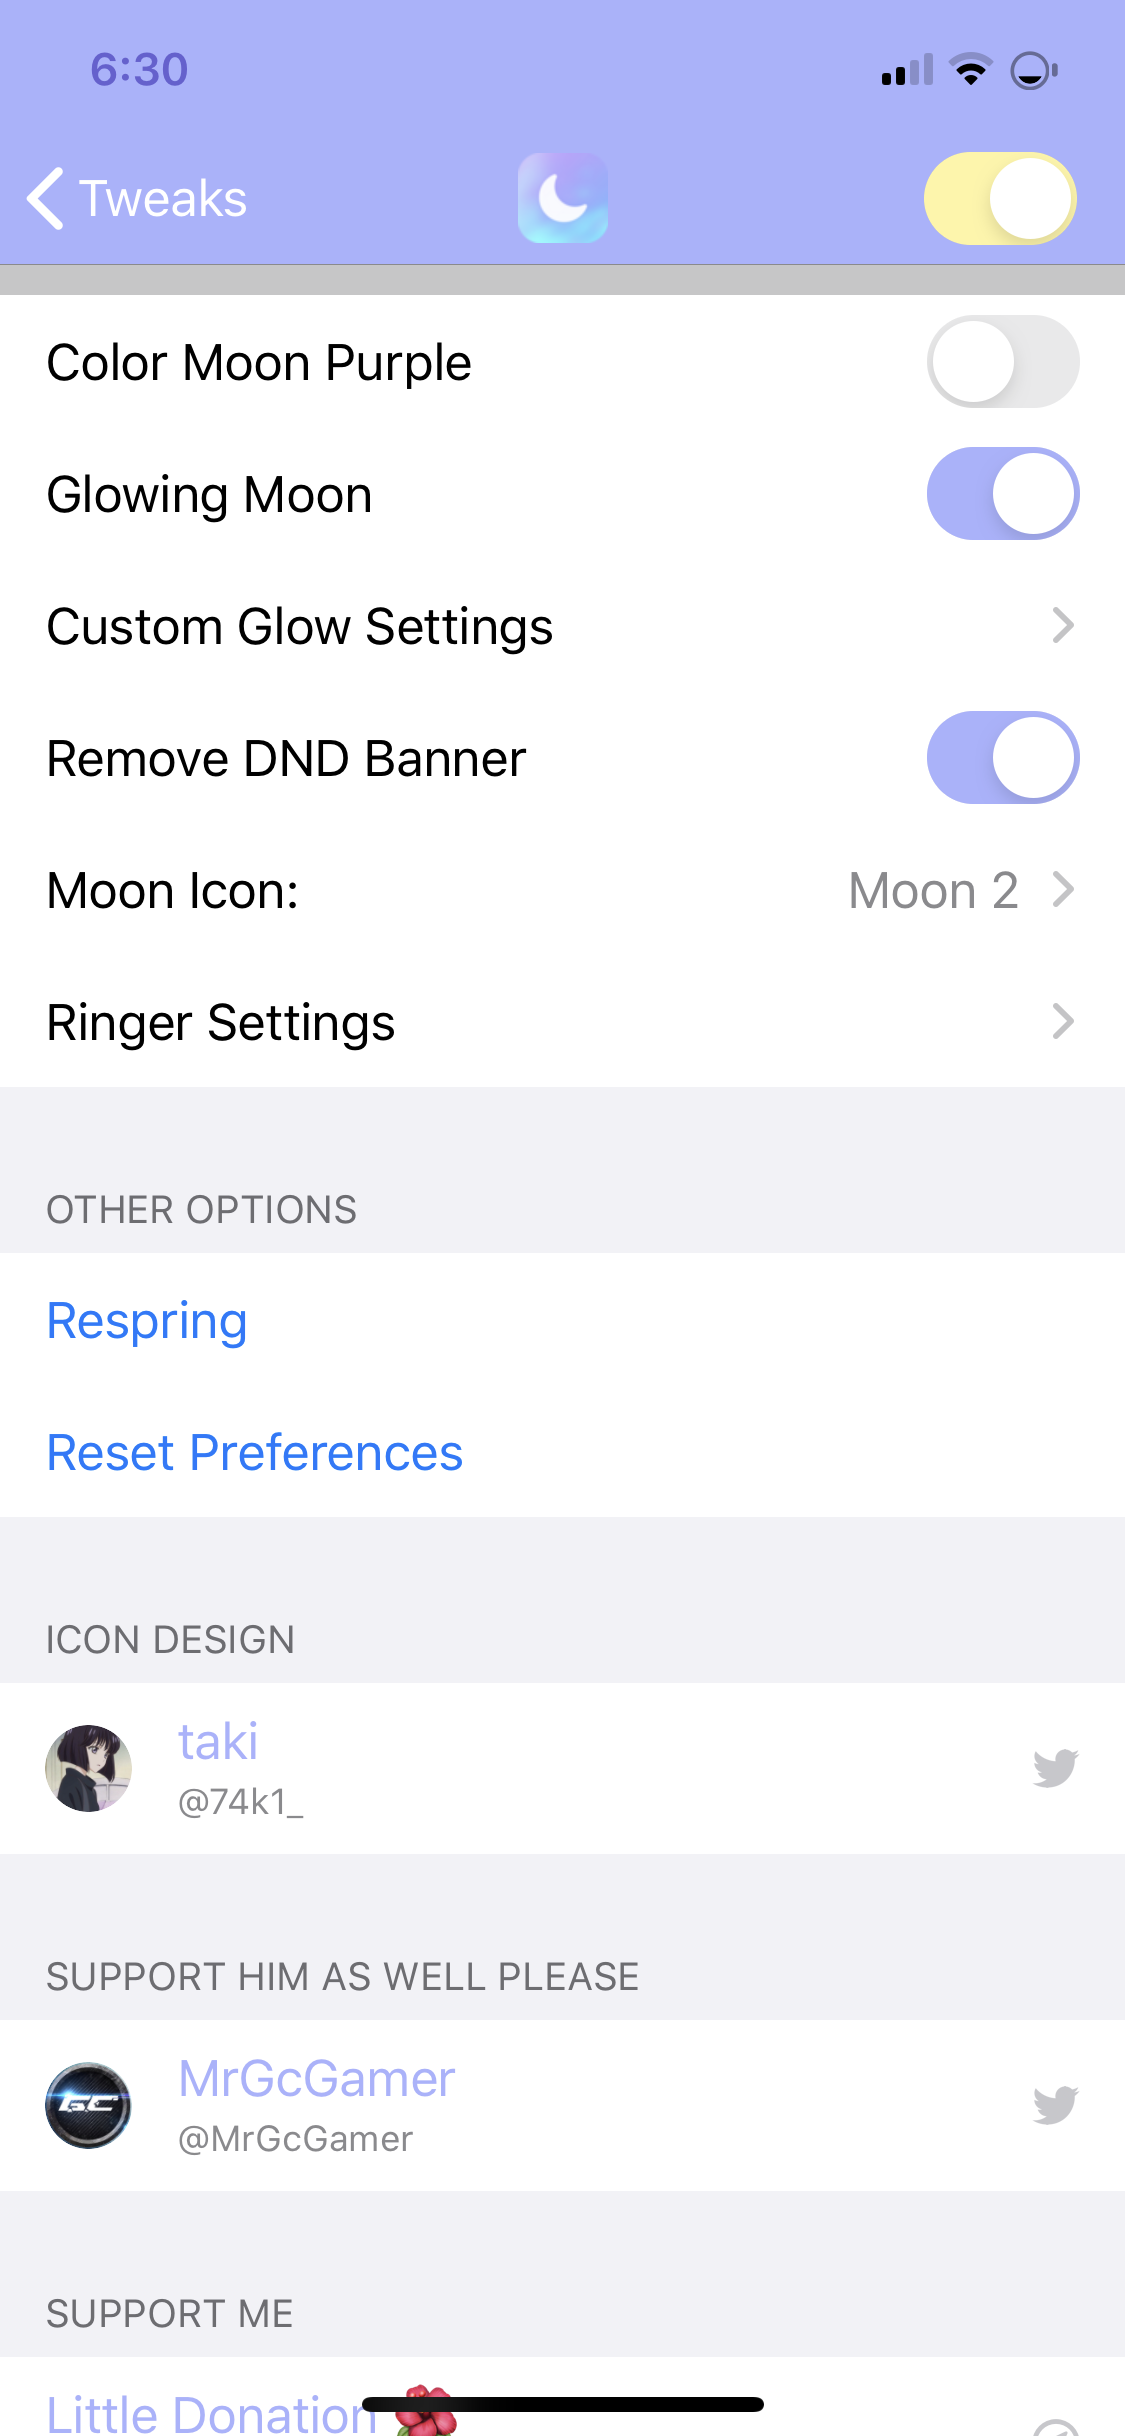 6:30
Tweaks
Color Moon Purple
Glowing Moon
Custom Glow Settings
Remove DND Banner
Moon Icon: Moon 2
Ringer Settings
OTHER OPTIONS
Respring
Reset Preferences
ICON DESIGN
taki
@74k1_
SUPPORT HIM AS WELL PLEASE
GC
MrGcGamer
@MrGcGamer
SUPPORT ME
Little Donation